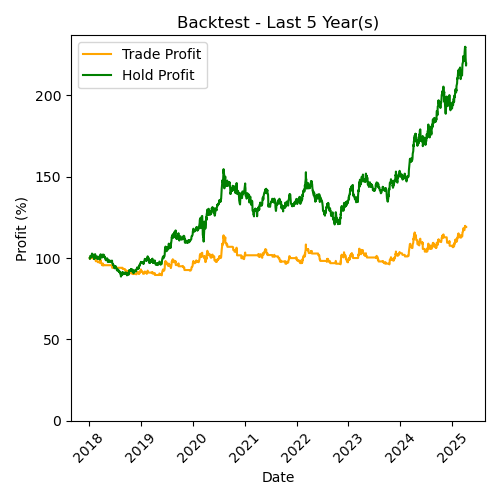 Backtest - Last 5 Year(s)
Trade Profit
Hold Profit
Profit (%)
200
150
100
50
0
2018 2019 2020 2021 2022 2023 2024 2025
Date